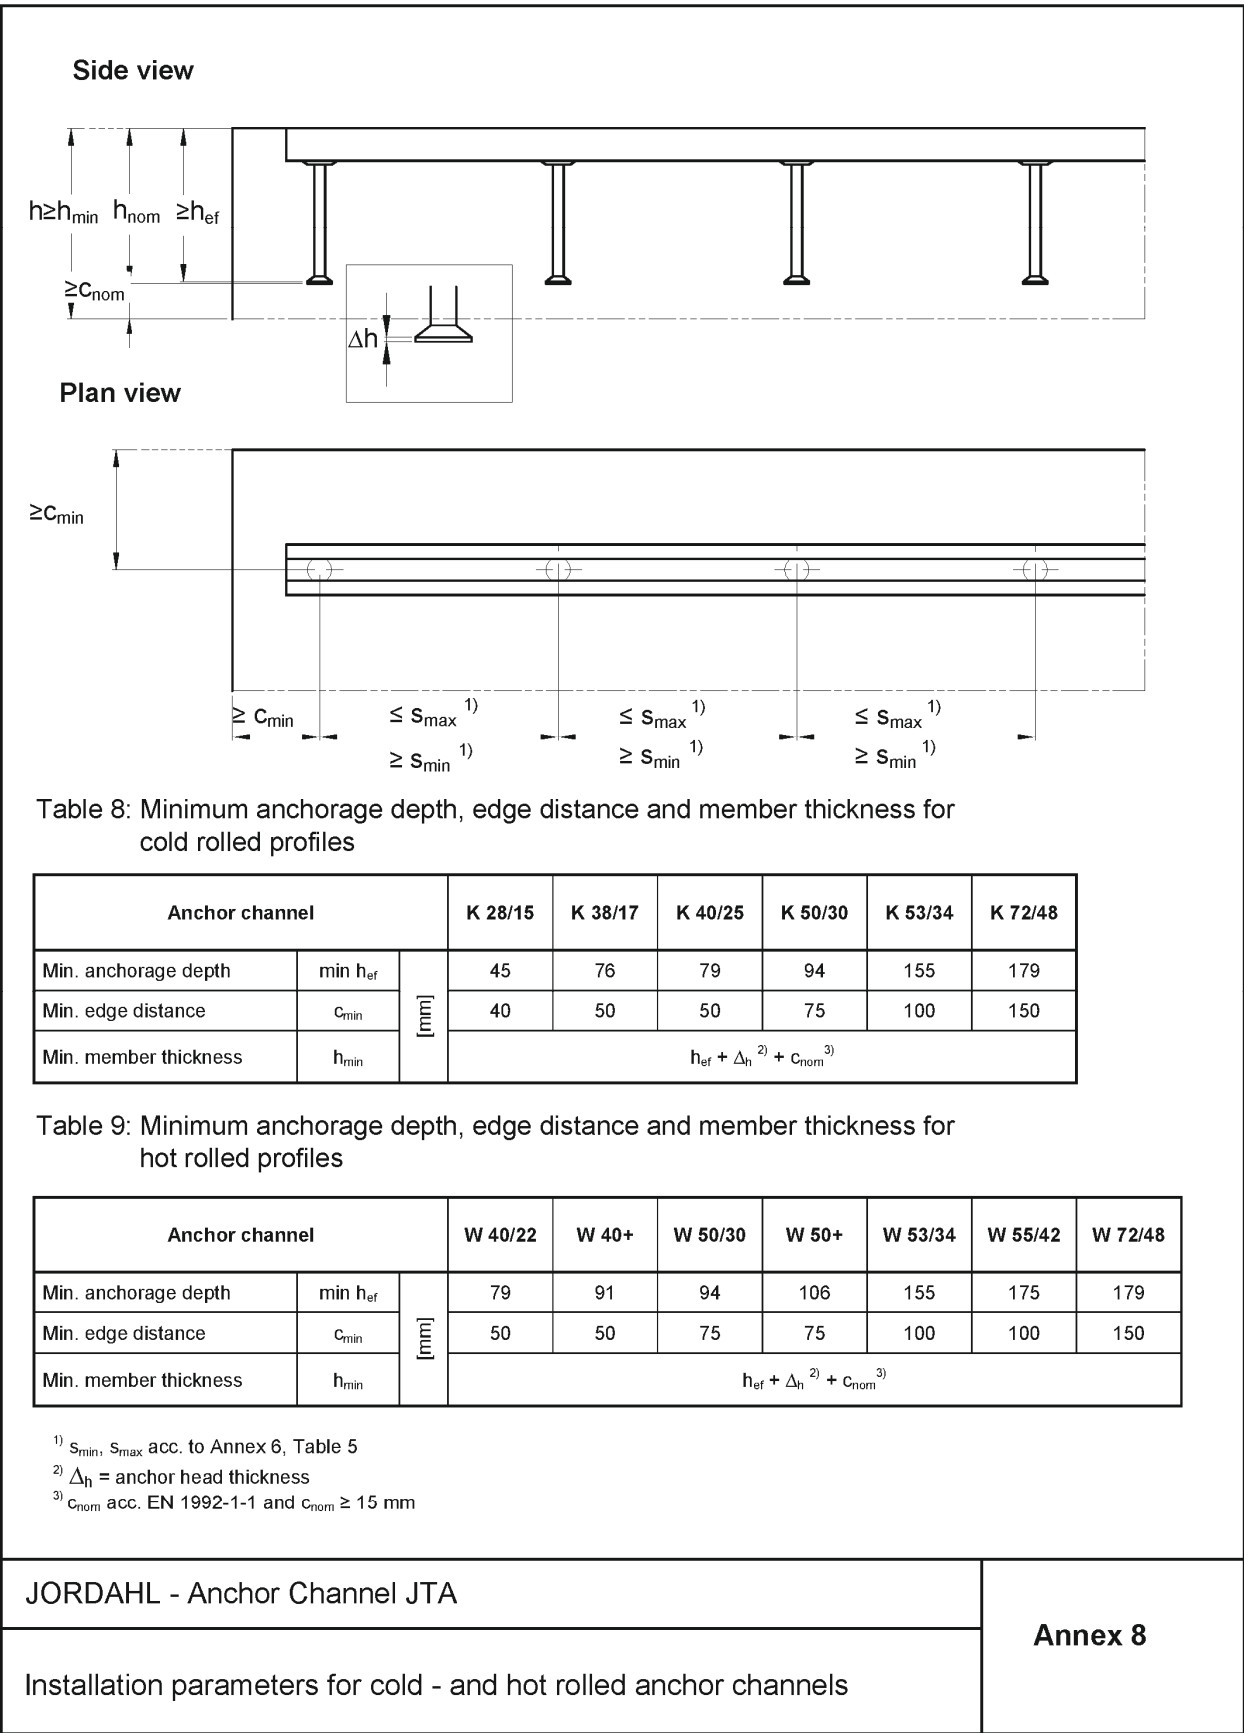 Side view
h≥hmin hnom ≥hef
≥cnom
Δh
Plan view
≥cmin
≥ cmin ≤ smax 1) ≤ smax 1) ≤ smax 1)
≥ smin 1) ≥ smin 1) ≥ smin 1)
Table 8: Minimum anchorage depth, edge distance and member thickness for
cold rolled profiles
Anchor channel K 28/15 K 38/17 K 40/25 K 50/30 K 53/34 K 72/48
Min. anchorage depth min hef [mm] 45 76 79 94 155 179
Min. edge distance cmin 40 50 50 75 100 150
Min. member thickness hmin hef + Δh 2) + cnom 3)
Table 9: Minimum anchorage depth, edge distance and member thickness for
hot rolled profiles
Anchor channel W 40/22 W 40+ W 50/30 W 50+ W 53/34 W 55/42 W 72/48
Min. anchorage depth min hef [mm] 79 91 94 106 155 175 179
Min. edge distance cmin 50 50 75 75 100 100 150
Min. member thickness hmin hef + Δh 2) + cnom 3)
1) smin, smax acc. to Annex 6, Table 5
2) Δh = anchor head thickness
3) cnom acc. EN 1992-1-1 and cnom ≥ 15 mm
JORDAHL - Anchor Channel JTA
Annex 8
Installation parameters for cold - and hot rolled anchor channels